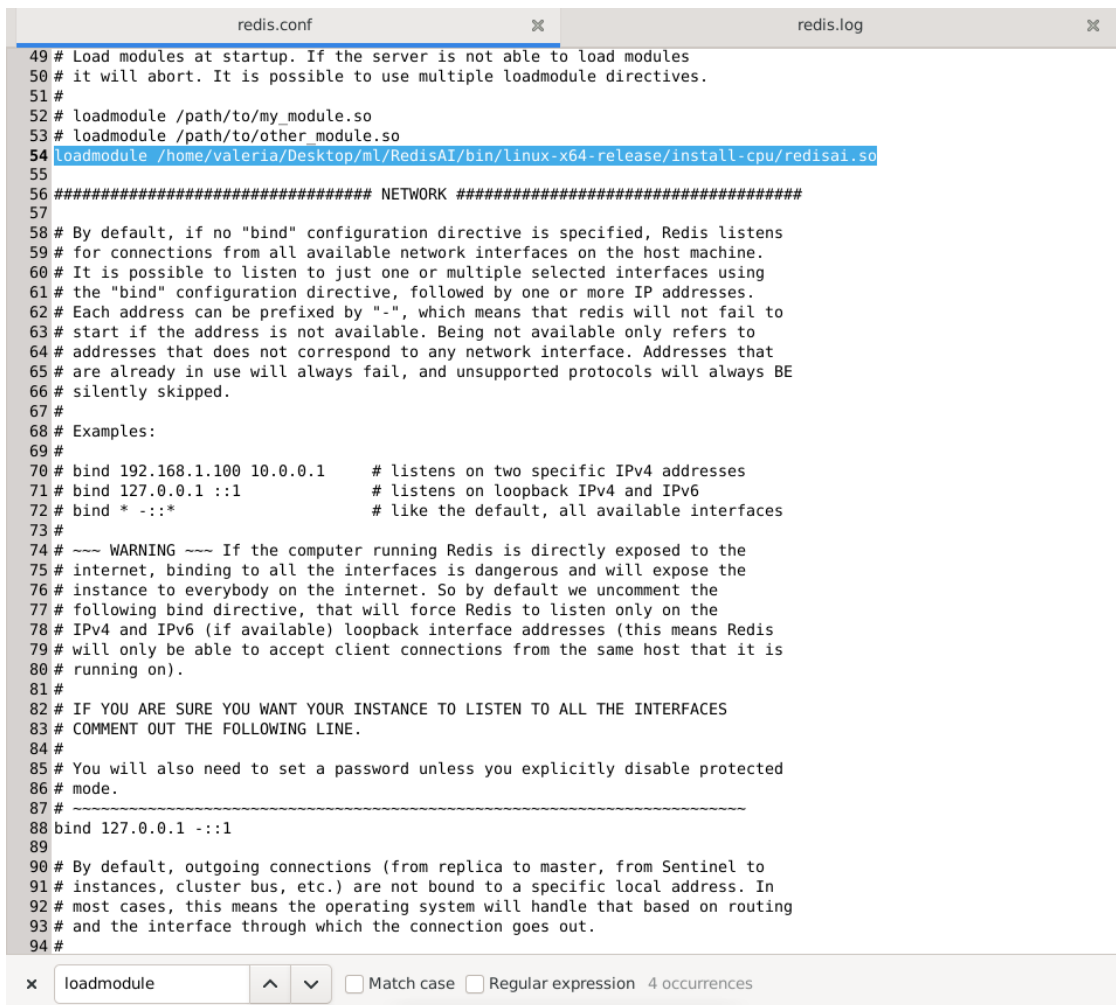 redis.conf
redis.log
49 # Load modules at startup. If the server is not able to load modules
50 # it will abort. It is possible to use multiple loadmodule directives.
51 #
52 # loadmodule /path/to/my_module.so
53 # loadmodule /path/to/other_module.so
54 loadmodule /home/valeria/Desktop/ml/RedisAI/bin/linux-x64-release/install-cpu/redisai.so
55
56 ################################## NETWORK #####################################
57
58 # By default, if no "bind" configuration directive is specified, Redis listens
59 # for connections from all available network interfaces on the host machine.
60 # It is possible to listen to just one or multiple selected interfaces using
61 # the "bind" configuration directive, followed by one or more IP addresses.
62 # Each address can be prefixed by "-", which means that redis will not fail to
63 # start if the address is not available. Being not available only refers to
64 # addresses that does not correspond to any network interface. Addresses that
65 # are already in use will always fail, and unsupported protocols will always BE
66 # silently skipped.
67 #
68 # Examples:
69 #
70 # bind 192.168.1.100 10.0.0.1     # listens on two specific IPv4 addresses
71 # bind 127.0.0.1 ::1              # listens on loopback IPv4 and IPv6
72 # bind * -::*                     # like the default, all available interfaces
73 #
74 # ~~~ WARNING ~~~ If the computer running Redis is directly exposed to the
75 # internet, binding to all the interfaces is dangerous and will expose the
76 # instance to everybody on the internet. So by default we uncomment the
77 # following bind directive, that will force Redis to listen only on the
78 # IPv4 and IPv6 (if available) loopback interface addresses (this means Redis
79 # will only be able to accept client connections from the same host that it is
80 # running on).
81 #
82 # IF YOU ARE SURE YOU WANT YOUR INSTANCE TO LISTEN TO ALL THE INTERFACES
83 # COMMENT OUT THE FOLLOWING LINE.
84 #
85 # You will also need to set a password unless you explicitly disable protected
86 # mode.
87 # ~~~~~~~~~~~~~~~~~~~~~~~~~~~~~~~~~~~~~~~~~~~~~~~~~~~~~~~~~~~~~~~~~~~~~~~~
88 bind 127.0.0.1 -::1
89
90 # By default, outgoing connections (from replica to master, from Sentinel to
91 # instances, cluster bus, etc.) are not bound to a specific local address. In
92 # most cases, this means the operating system will handle that based on routing
93 # and the interface through which the connection goes out.
94 #
loadmodule Match case Regular expression 4 occurrences